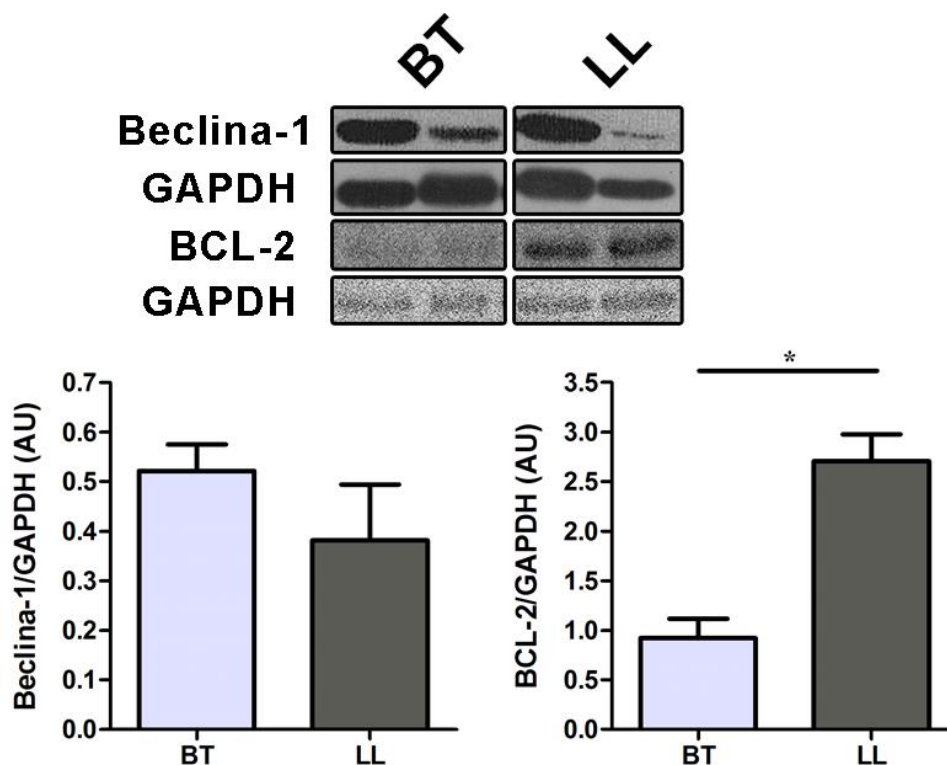 BT LL
Beclina-1
GAPDH
BCL-2
GAPDH
Beclina-1/GAPDH (AU)
0.7
0.6
0.5
0.4
0.3
0.2
0.1
0.0
BT LL
BCL-2/GAPDH (AU)
3.5
3.0
2.5
2.0
1.5
1.0
0.5
0.0
*
BT LL